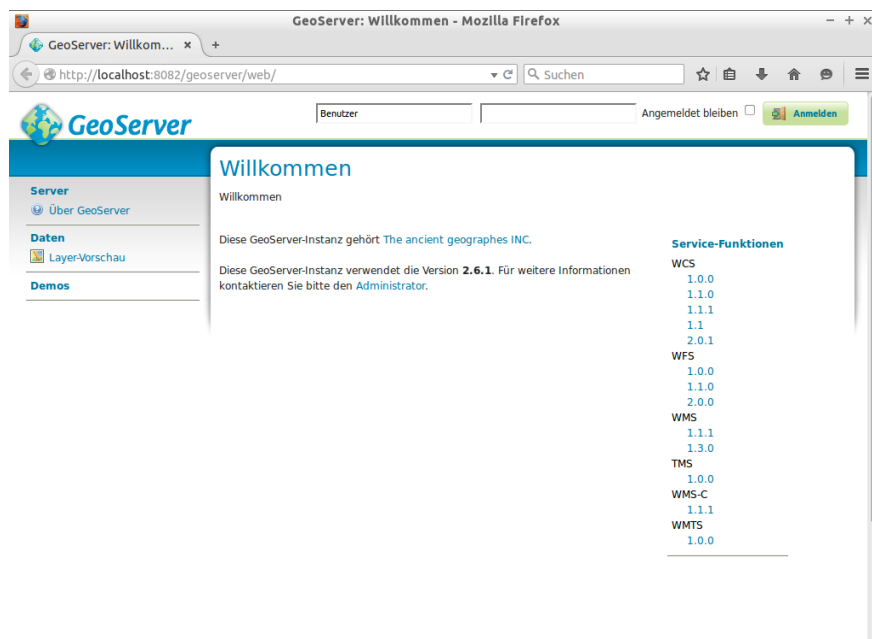 GeoServer: Willkommen - Mozilla Firefox
GeoServer: Willkom...
http://localhost:8082/geoserver/web/
Suchen
GeoServer
Benutzer
Angemeldet bleiben
Anmelden
Willkommen
Willkommen
Server
Über GeoServer
Daten
Layer-Vorschau
Demos
Diese GeoServer-Instanz gehört The ancient geographes INC.
Diese GeoServer-Instanz verwendet die Version 2.6.1. Für weitere Informationen
kontaktieren Sie bitte den Administrator.
Service-Funktionen
WCS
1.0.0
1.1.0
1.1.1
1.1
2.0.1
WFS
1.0.0
1.1.0
2.0.0
WMS
1.1.1
1.3.0
TMS
1.0.0
WMS-C
1.1.1
WMTS
1.0.0